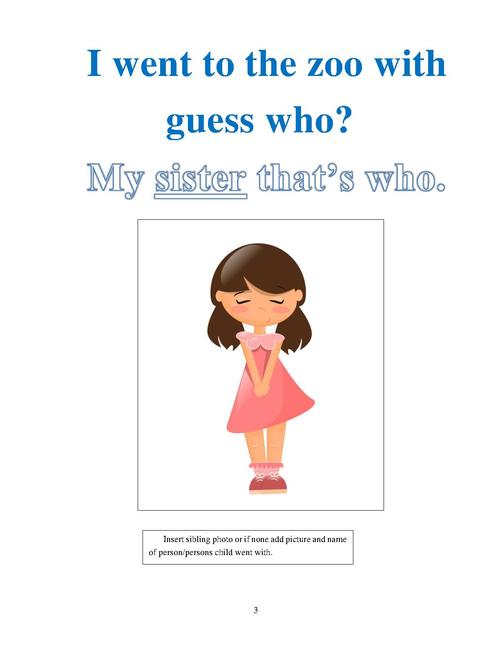 I went to the zoo with
guess who?
My sister that's who.
Insert sibling photo or if none add picture and name
of person/persons child went with.
3